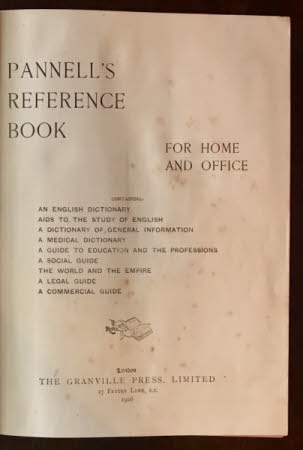 PANNELL'S
REFERENCE
BOOK
FOR HOME
AND OFFICE
CONTAINING
AN ENGLISH DICTIONARY
AIDS TO THE STUDY OF ENGLISH
A DICTIONARY OF GENERAL INFORMATION
A MEDICAL DICTIONARY
A GUIDE TO EDUCATION AND THE PROFESSIONS
A SOCIAL GUIDE
THE WORLD AND THE EMPIRE
A LEGAL GUIDE
A COMMERCIAL GUIDE
London
THE GRANVILLE PRESS, LIMITED
17 FETTER LANE, E.C.
1906